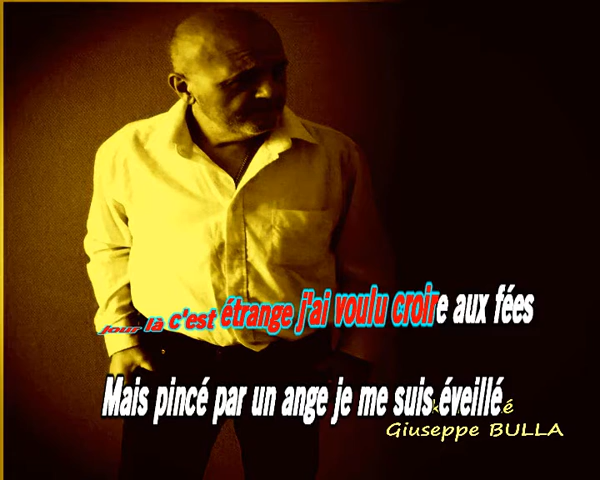 jour là c'est étrange j'ai voulu croire aux fées
Mais pincé par un ange je me suis éveillé
Giuseppe BULLA